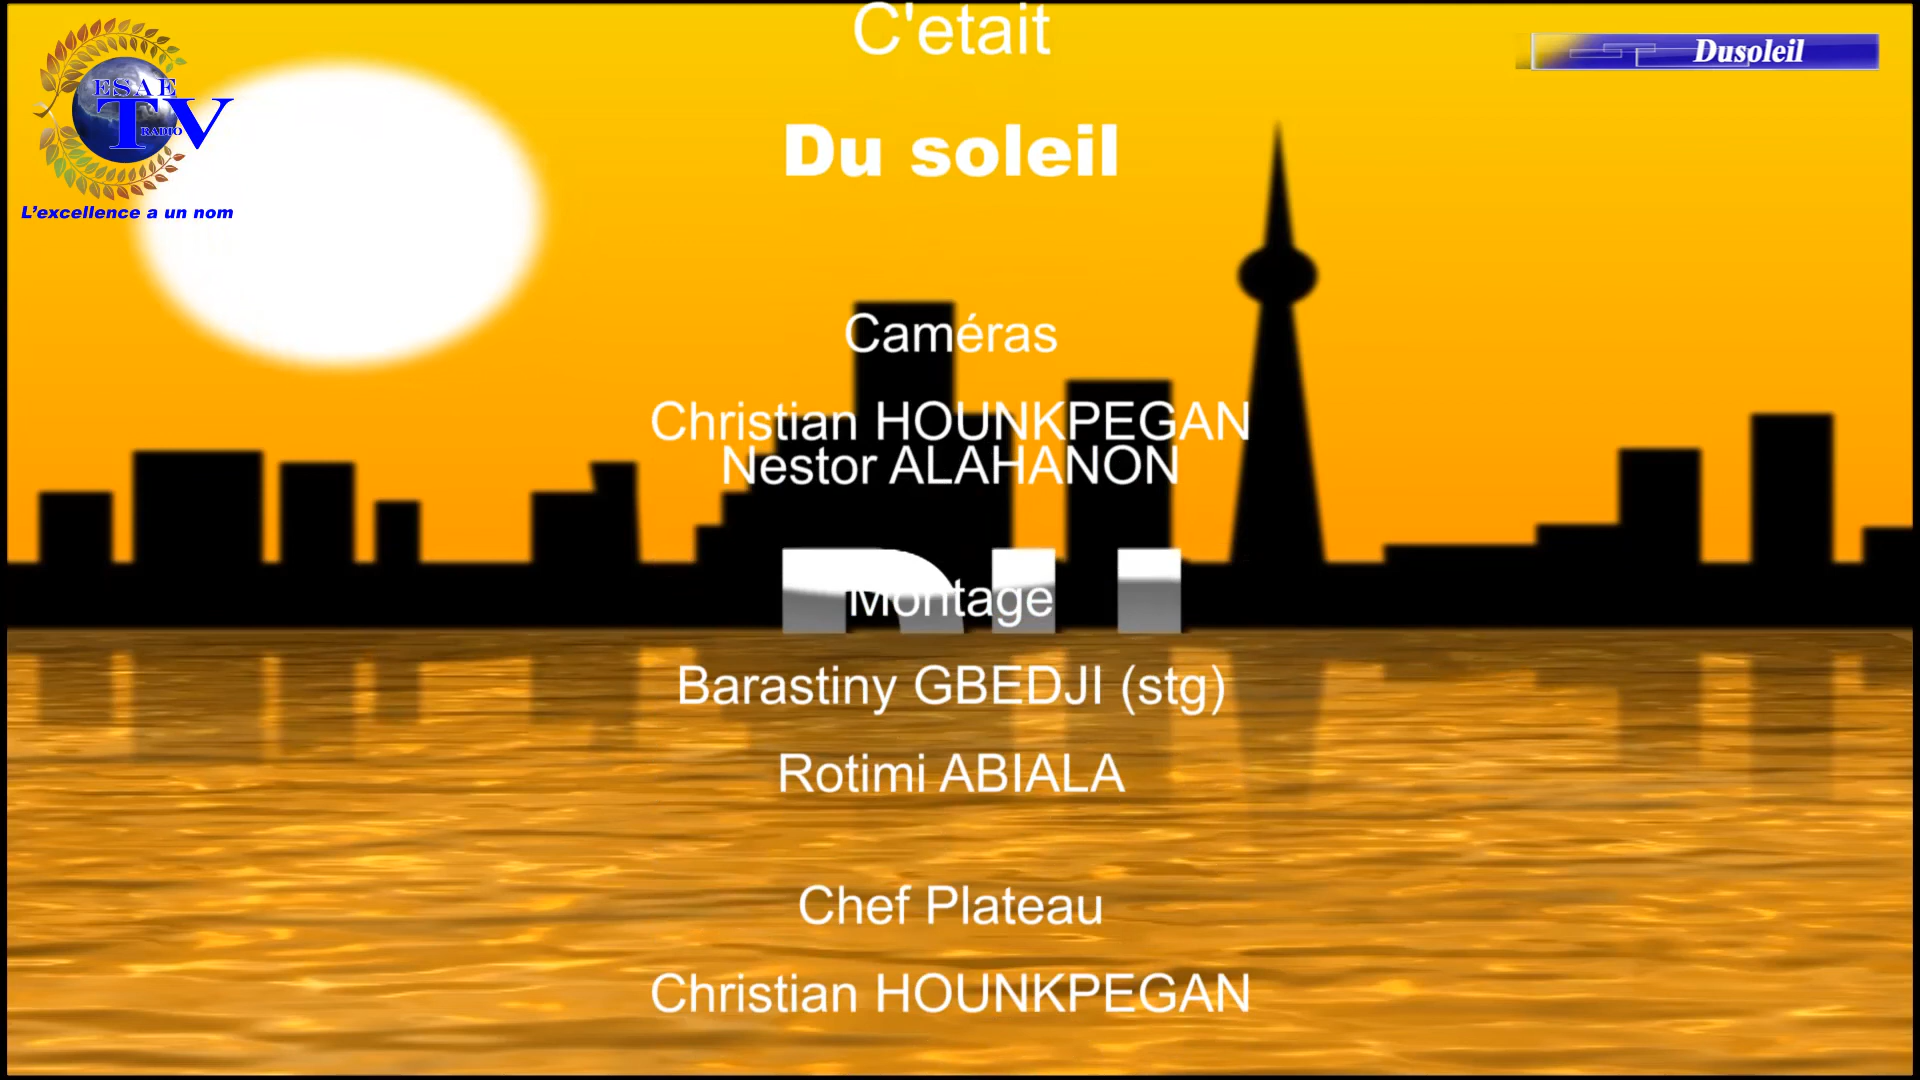 C'etait
Du soleil
Dusoleil
ESAE
TV
RADIO
L'excellence a un nom
Caméras
Christian HOUNKPEGAN
Nestor ALAHANON
Montage
Barastiny GBEDJI (stg)
Rotimi ABIALA
Chef Plateau
Christian HOUNKPEGAN